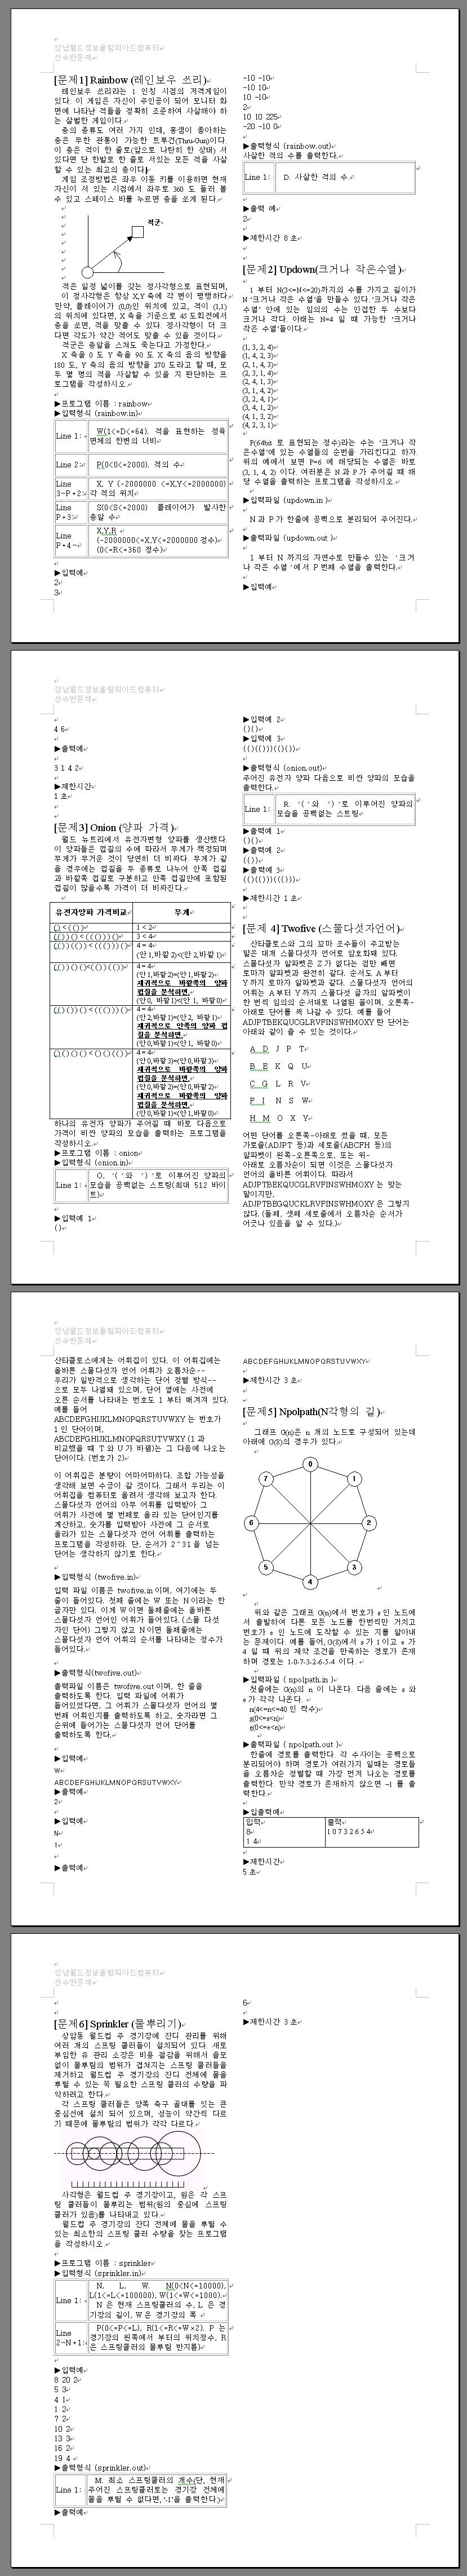 강남월드정보올림피아드컴퓨터
선수반문제
[문제1] Rainbow (레인보우 쓰리)
레인보우 쓰리라는 1 인칭 시점의 저격게임이
있다. 이 게임은 자신이 주인공이 되어 모니터 화
면에 나타난 적들을 정확히 조준하여 사살해야 하
는 살벌한 게임이다.
총의 종류도 여러 가지 인데, 홍샘이 좋아하는
총은 무한 관통이 가능한 트루건(Thru-Gun)이다.
이 총은 적이 한 줄로(앞으로 나란히 한 상태) 서
있다면 단 한발로 한 줄로 서있는 모든 적을 사살
할 수 있는 최고의 총이다
게임 조정방법은 좌우 이동 키를 이용하면 현재
자신이 서 있는 시점에서 좌우로 360 도 돌려 볼
수 있고 스페이스 바를 누르면 총을 쏘게 된다.
적군
적은 일정 넓이를 갖는 정사각형으로 표현되며,
이 정사각형은 항상 X,Y 축에 각 변이 평행하다
만약, 플레이어가 (0,0)인 위치에 있고, 적이 (1,1)
의 위치에 있다면, X 축을 기준으로 45 도회전에서
총을 쏘면, 적을 맞출 수 있다. 정사각형이 더 크
다면 각도가 약간 적어도 맞출 수 있을 것이다.
적군은 총알을 스쳐도 죽는다고 가정한다.
X 축을 0 도 Y 축을 90 도 X 축의 음의 방향을
180 도, Y 축의 음의 방향을 270 도라고 할 때, 모
두 몇 명의 적을 사살할 수 있을 지 판단하는 프
로그램을 작성하시오.
▶프로그램 이름 : rainbow
▶입력형식 (rainbow.in)
Line 1: W(1<=D<=64). 적을 표현하는 정육
면체의 한변의 너비
Line 2: P(0<0<=2000). 적의 수
Line 3~P+2: X, Y (-2000000 <=X,Y<=2000000)
각 적의 위치
Line P+3: S(0<S<=2000) 플레이어가 발사한
총알 수
Line P+4~ X,Y,R
(-2000000<=X,Y<=2000000 정수)
(0<=R<=360 정수)
▶입력예
2
3
-10 -10
-10 10
10 -10
2
10 10 225
-20 -10 0
▶출력형식 (rainbow.out)
사살한 적의 수를 출력한다.
Line 1: D. 사살한 적의 수.
▶출력 예
2
▶제한시간 8 초
[문제2] Updown(크거나 작은수열)
1 부터 N(3<=N<=20)까지의 수를 가지고 길이가
N '크거나 작은 수열'을 만들수 있다. '크거나 작은
수열' 안에 있는 임의의 수는 인접한 두 수보다
크거나 작다. 아래는 N=4 일 때 가능한 '크거나
작은 수열'들이다.
(1, 3, 2, 4)
(1, 4, 2, 3)
(2, 1, 4, 3)
(2, 3, 1, 4)
(2, 4, 1, 3)
(3, 1, 4, 2)
(3, 2, 4, 1)
(3, 4, 1, 2)
(4, 1, 3, 2)
(4, 2, 3, 1)
P(64bit 로 표현되는 정수)라는 수는 '크거나 작
은수열'에 있는 수열들의 순번을 가리킨다고 하자.
위의 예에서 보면 P=6 에 해당되는 수열은 바로
(3, 1, 4, 2) 이다. 여러분은 N 과 P 가 주어질 때 해
당 수열을 출력하는 프로그램을 작성하시오.
▶입력파일 (updown.in )
N 과 P 가 한줄에 공백으로 분리되어 주어진다.
▶출력파일 (updown.out )
1 부터 N 까지의 자연수로 만들수 있는 '크거
나 작은 수열'에서 P 번째 수열을 출력한다.
▶입력예
강남월드정보올림피아드컴퓨터
선수반문제
4 6
▶출력예
3 1 4 2
▶제한시간
1 초
[문제3] Onion (양파 가격)
월드 뉴트리에서 유전자변형 양파를 생산했다.
이 양파들은 껍질의 수에 따라서 무게가 책정되며
무게가 무거운 것이 당연히 더 비싸다. 무게가 같
을 경우에는 껍질을 두 종류로 나누어 안쪽 껍질
과 바깥쪽 껍질로 구분하고 안쪽 껍질안에 포함된
껍질이 많을수록 가격이 더 비싸진다.
유전자양파 가격비교 무게
() < (()) 1 < 2
3 < 4
4 = 4
(안 1,바깥 2)<(안 2,바깥 1)
4 = 4
(안 1,바깥2)=(안1,바깥2)
재귀적으로 바깥쪽의 양파
껍질을 분석하면,
(안 0, 바깥 1)<(안 1, 바깥0)
4 = 4
(안 2,바깥1)=(안2, 바깥1)
재귀적으로 안쪽의 양파 껍
질을 분석하면,
(안 0,바깥1)<(안1, 바깥0)
4 = 4
(안 0,바깥3)=(안0,바깥3)
재귀적으로 바깥쪽의 양파
껍질을 분석하면,
(안 0,바깥2)=(안0,바깥2)
재귀적으로 바깥쪽의 양파
껍질을 분석하면,
(안 0,바깥1)<(안1,바깥0)
하나의 유전자 양파가 주어질 때 바로 다음으로
가격이 비싼 양파의 모습을 출력하는 프로그램을
작성하시오.
▶프로그램 이름 : onion
▶입력형식 (onion.in)
Line 1: O, '( '와 ' ) '로 이루어진 양파의
모습을 공백없는 스트링(최대 512 바이
트)
▶입력예 1
()
▶입력예 2
()()
▶입력예 3
(()(()))(()())
▶출력형식 (onion.out)
주어진 유전자 양파 다음으로 비싼 양파의 모습을
출력한다.
Line 1: R. '( '와 ' ) '로 이루어진 양파의
모습을 공백없는 스트링
▶출력예 1
()()
▶출력예 2
(())
▶출력예 3
(()(()))((()))
▶제한시간 1 초
[문제 4] Twofive (스물다섯자언어)
산타클로스와 그의 꼬마 조수들이 주고받는
말은 대개 스물다섯자 언어로 암호화돼 있다.
스물다섯자 알파벳은 Z 가 없다는 점만 빼면
로마자 알파벳과 완전히 같다. 순서도 A 부터
Y 까지 로마자 알파벳과 같다. 스물다섯자 언어의
어휘는 A 부터 Y 까지 스물다섯 글자의 알파벳이
한 번씩 임의의 순서대로 나열된 꼴이며, 오른쪽-
아래로 단어를 써 나갈 수 있다. 예를 들어
ADJPTBEKQUCGLRVFINSWHMOXY 란 단어는
아래와 같이 쓸 수 있는 것이다.
A D J P T
B E K Q U
C G L R V
F I N S W
H M O X Y
어떤 단어를 오른쪽-아래로 썼을 때, 모든
가로줄(ADJPT 등)과 세로줄(ABCFH 등)의
알파벳이 왼쪽-오른쪽으로, 또는 위-
아래로 오름차순이 되면 이것은 스물다섯자
언어의 올바른 어휘이다. 따라서
ADJPTBEKQUCGLRVFINSWHMOXY 는 맞는
말이지만,
ADJPTBEGQUCKLRVFINSWHMOXY 은 그렇지
않다. (둘째, 셋째 세로줄에서 오름차순 순서가
어긋나 있음을 알 수 있다.)
강남월드정보올림피아드컴퓨터
선수반문제
산타클로스에게는 어휘집이 있다. 이 어휘집에는
올바른 스물다섯자 언어 어휘가 오름차순--
우리가 일반적으로 생각하는 단어 정렬 방식--
으로 모두 나열돼 있으며, 단어 옆에는 사전에
오른 순서를 나타내는 번호도 1 부터 매겨져 있다.
예를 들어
ABCDEFGHIJKLMNOPQRSTUVWXY 는 번호가
1 인 단어이며,
ABCDEFGHIJKLMNOPQRSUTVWXY (1 과
비교했을 때 T 와 U 가 바뀜)는 그 다음에 나오는
단어이다. (번호가 2)
이 어휘집은 분량이 어마어마하다. 조합 가능성을
생각해 보면 수긍이 갈 것이다. 그래서 우리는 이
어휘집을 컴퓨터로 올려서 생각해 보고자 한다.
스물다섯자 언어의 아무 어휘를 입력받아 그
어휘가 사전에 몇 번째로 올라 있는 단어인지를
계산하고, 숫자를 입력받아 사전에 그 순서로
올라가 있는 스물다섯자 언어 어휘를 출력하는
프로그램을 작성하라. 단, 순서가 2^31 을 넘는
단어는 생각하지 않기로 한다.
▶입력형식 (twofive.in)
입력 파일 이름은 twofive.in 이며, 여기에는 두
줄이 들어있다. 첫째 줄에는 W 또는 N 이라는 한
글자만 있다. 이게 W 이면 둘째줄에는 올바른
스물다섯자 언어인 어휘가 들어있다. (스물 다섯
자인 단어) 그렇지 않고 N 이면 둘째줄에는
스물다섯자 언어 어휘의 순서를 나타내는 정수가
들어있다.
▶출력형식(twofive.out)
출력파일 이름은 twofive.out 이며, 한 줄을
출력하도록 한다. 입력 파일에 어휘가
들어있었다면, 그 어휘가 스물다섯자 언어의 몇
번째 어휘인지를 출력하도록 하고, 숫자라면 그
순위에 들어가는 스물다섯자 언어 단어를
출력하도록 한다.
▶입력예
W
ABCDEFGHIJKLMNOPQRSUTVWXY
▶출력예
2
▶입력예
N
1
▶출력예
ABCDEFGHIJKLMNOPQRSTUVWXY
▶제한시간 3 초
[문제5] Npolpath(N각형의 길)
그래프 G(n)은 n 개의 노드로 구성되어 있는데
아래에 G(8)의 경우가 있다.
0
7 1
6 2
5 3
4
위와 같은 그래프 G(n)에서 번호가 s인 노드에
서 출발하여 다른 모든 노드를 한번씩만 거치고
번호가 e 인 노드에 도착할 수 있는 지를 알아내
는 문제이다. 예를 들어, G(8)에서 s 가 1이고 e 가
4 일 때 위의 제약 조건을 만족하는 경로가 존재
하며 경로는 1-0-7-3-2-6-5-4 이다.
▶입력파일 ( npolpath.in )
첫줄에는 G(n)의 n 이 나온다. 다음 줄에는 s 와
e 가 각각 나온다.
n(4<=n<=40 인 짝수)
s(0<=s<n)
e(0<=e<n)
▶출력파일 ( npolpath.out )
한줄에 경로를 출력한다. 각 수사이는 공백으로
분리되어야 하며 경로가 여러가지 일때는 경로들
을 오름차순 정렬할 때 가장 먼저 나오는 경로를
출력한다. 만약 경로가 존재하지 않으면 –1 를 출
력한다.
▶입출력예
입력 출력
8 1 0 7 3 2 6 5 4
1 4
▶제한시간
5 초
강남월드정보올림피아드컴퓨터
선수반문제
[문제6] Sprinkler (물뿌리기)
상암동 월드컵 주 경기장에 잔디 관리를 위해
여러 개의 스프링 클러들이 설치되어 있다. 새로
부임한 유 관리 소장은 비용 절감을 위해서 쓸모
없이 물뿌림의 범위가 겹쳐지는 스프링 클러들을
제거하고 월드컵 주 경기장의 잔디 전체에 물을
뿌릴 수 있는 꼭 필요한 스프링 클러의 수량을 파
악하려고 한다.
각 스프링 클러들은 양쪽 축구 골대를 잇는 큰
중심선에 설치 되어 있으며, 성능이 약간씩 다르
기 때문에 물뿌림의 범위가 각각 다르다.
사각형은 월드컵 주 경기장이고, 원은 각 스프
링 클러들이 물뿌리는 범위(원의 중심에 스프링
클러가 있음)를 나타내고 있다.
월드컵 주 경기장의 잔디 전체에 물을 뿌릴 수
있는 최소한의 스프링 클러 수량을 찾는 프로그램
을 작성하시오.
▶프로그램 이름 : sprinkler
▶입력형식 (sprinkler.in)
Line 1: N, L, W. N(0<N<=10000),
L(1<=L<=100000), W(1<=W<=1000).
N 은 현재 스프링클러의 수, L 은 경
기장의 길이, W 은 경기장의 폭
Line 2~N+1: P(0<=P<=L), R(1<=R<=W×2). P 는
경기장의 왼쪽에서 부터의 위치정수, R
은 스프링클러의 물뿌림 반지름)
▶입력예
8 20 2
5 3
4 1
1 2
7 2
10 2
13 3
16 2
19 4
▶출력형식 (sprinkler.out)
Line 1: M. 최소 스프링클러의 개수(단, 현재
주어진 스프링클러로는 경기장 전체에
물을 뿌릴 수 없다면, '-1'을 출력한다.)
▶출력예
6
▶제한시간 3 초